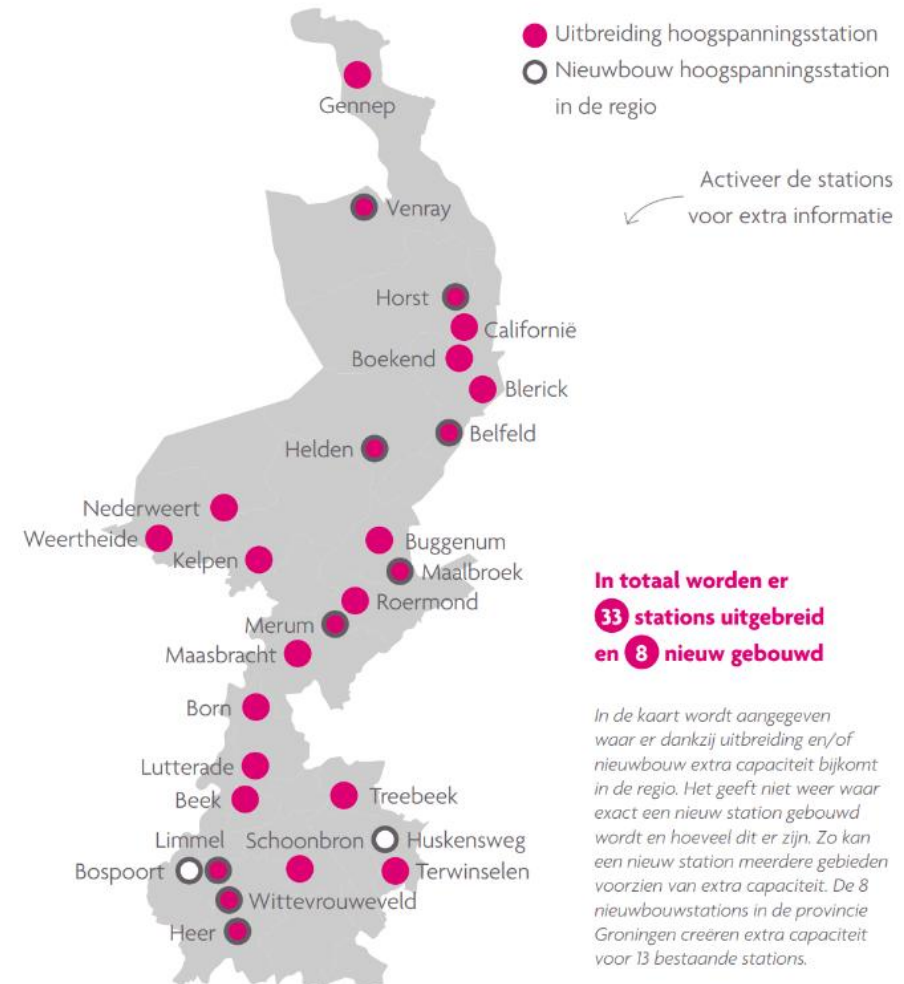 Uitbreiding hoogspanningsstation
Nieuwbouw hoogspanningsstation
in de regio
Activeer de stations
voor extra informatie
Gennep
Venray
Horst
Californië
Boekend
Blerick
Belfeld
Helden
Nederweert
Weertheide
Buggenum
Kelpen
Maalbroek
Roermond
Merum
Maasbracht
Born
Lutterade
Beek
Treebeek
Limmel
Schoonbron
Huskensweg
Bospoort
Terwinselen
Wittevrouweveld
Heer
In totaal worden er
33 stations uitgebreid
en 8 nieuw gebouwd
In de kaart wordt aangegeven
waar er dankzij uitbreiding en/of
nieuwbouw extra capaciteit bijkomt
in de regio. Het geeft niet weer waar
exact een nieuw station gebouwd
wordt en hoeveel dit er zijn. Zo kan
een nieuw station meerdere gebieden
voorzien van extra capaciteit. De 8
nieuwbouwstations in de provincie
Groningen creëren extra capaciteit
voor 13 bestaande stations.